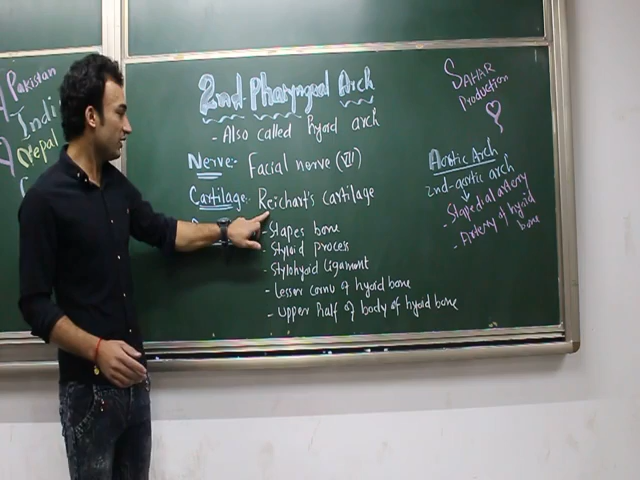 Pakistan
Indi
Nepal
2nd Pharyngeal Arch
- Also called hyoid arch
Nerve:- Facial nerve (VII)
Cartilage:- Reichart's cartilage
- Stapes bone
- Styloid process
- Stylohyoid ligament
- Lesser cornu of hyoid bone
- Upper half of body of hyoid bone
SAHAR
Production
Aortic Arch
2nd-aortic arch
- Stapedial artery
- Artery of hyoid
bone